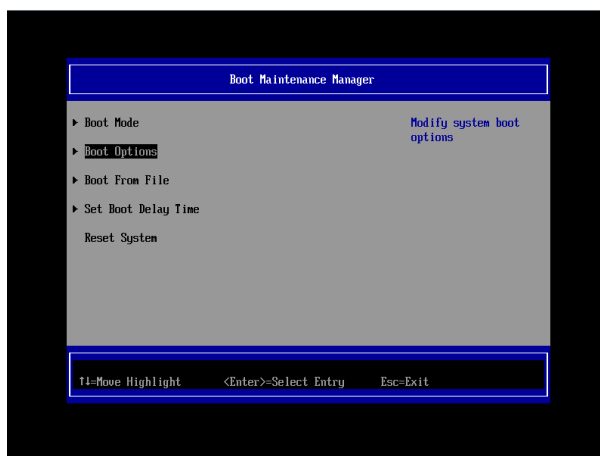 Boot Maintenance Manager
▶ Boot Mode
Modify system boot
options
▶ Boot Options
▶ Boot From File
▶ Set Boot Delay Time
Reset System
↑↓=Move Highlight <Enter>=Select Entry Esc=Exit